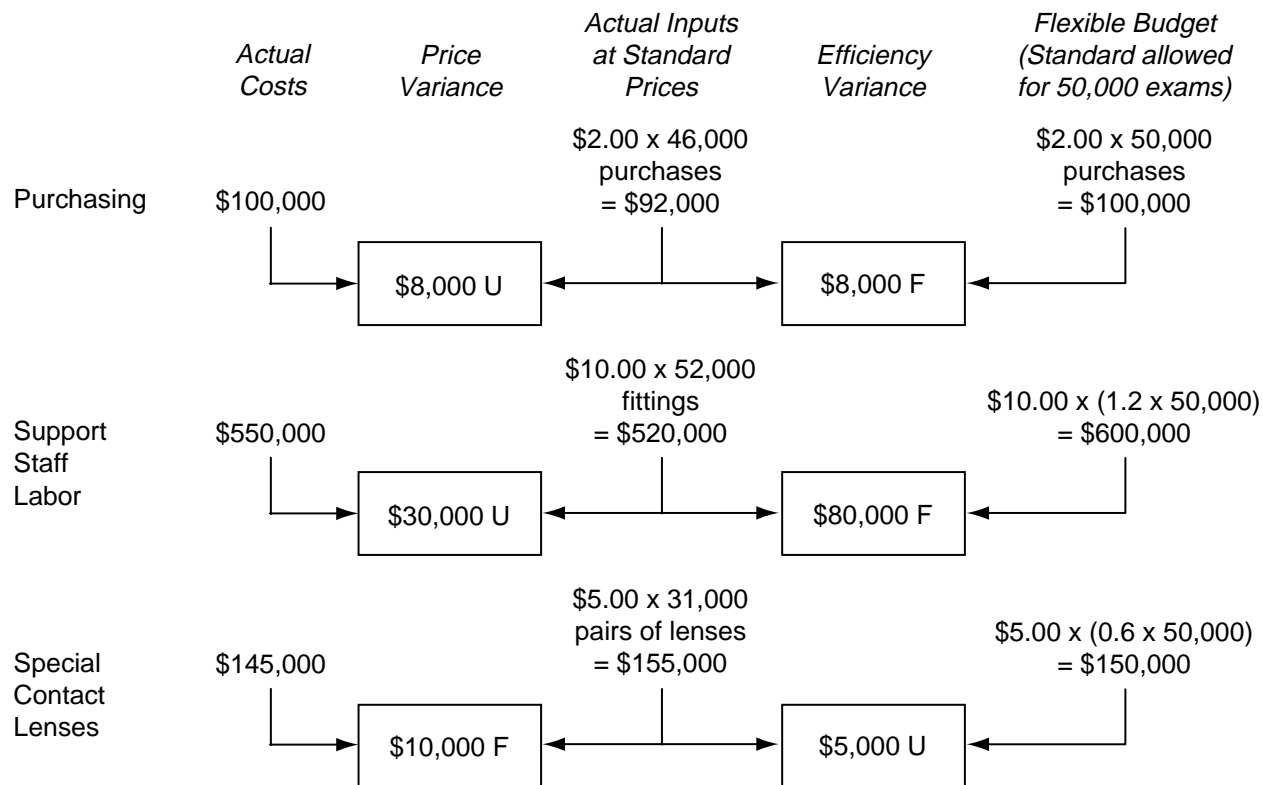 Actual
Costs
Price
Variance
Actual Inputs
at Standard
Prices
Efficiency
Variance
Flexible Budget
(Standard allowed
for 50,000 exams)
Purchasing
$100,000
$2.00 x 46,000
purchases
= $92,000
$2.00 x 50,000
purchases
= $100,000
$8,000 U
$8,000 F
Support
Staff
Labor
$550,000
$10.00 x 52,000
fittings
= $520,000
$10.00 x (1.2 x 50,000)
= $600,000
$30,000 U
$80,000 F
Special
Contact
Lenses
$145,000
$5.00 x 31,000
pairs of lenses
= $155,000
$5.00 x (0.6 x 50,000)
= $150,000
$10,000 F
$5,000 U